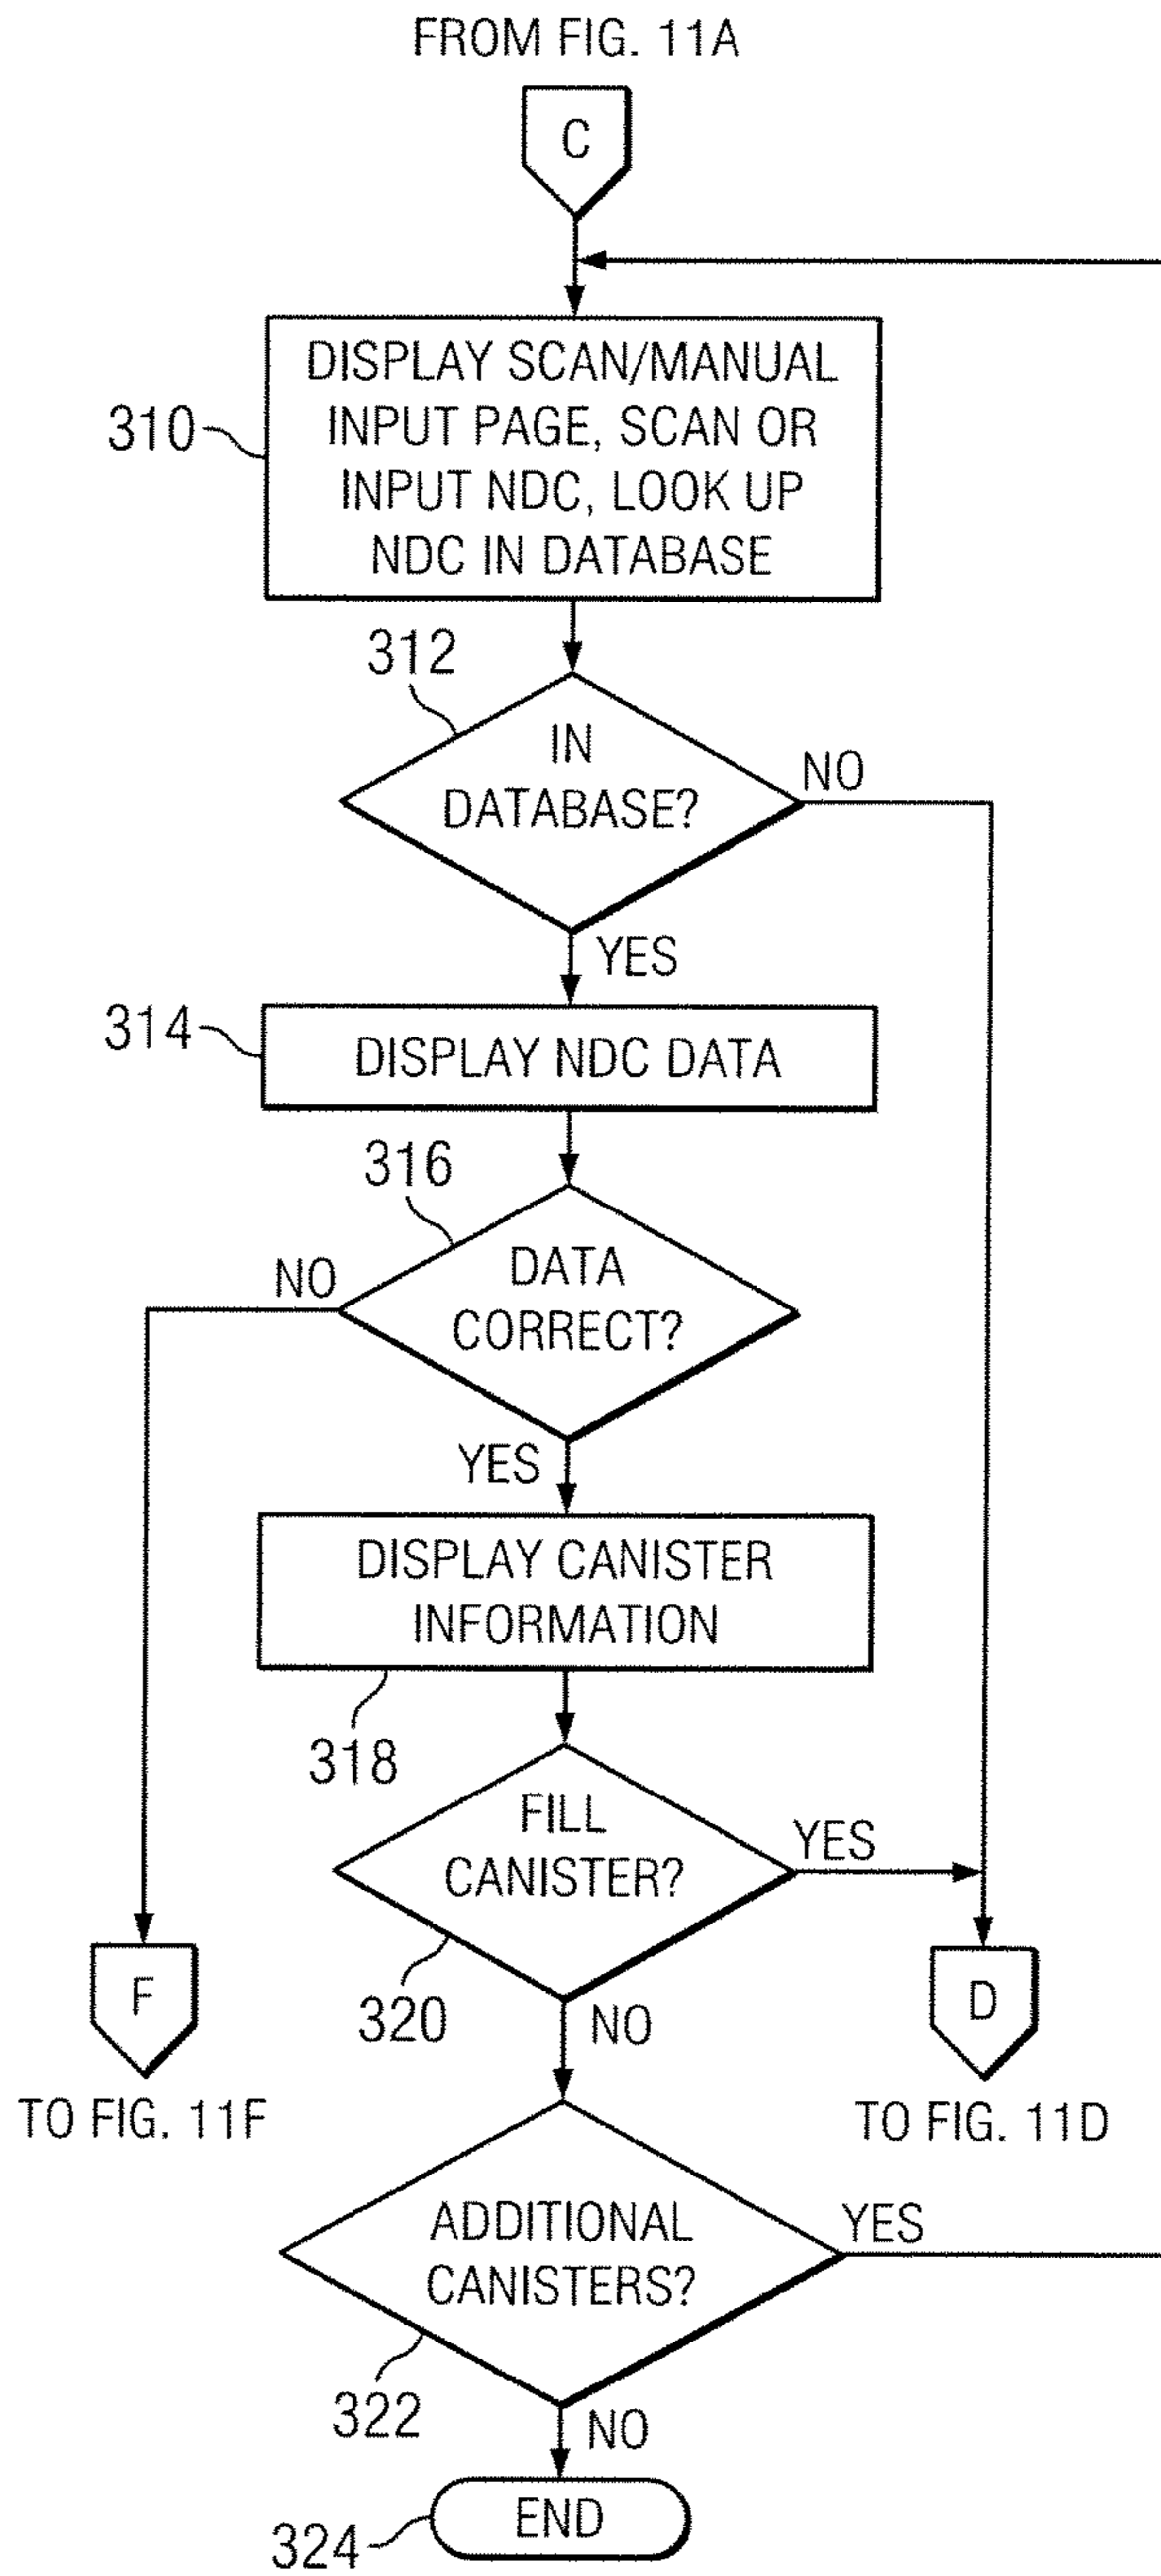 FROM FIG. 11A
C
DISPLAY SCAN/MANUAL
INPUT PAGE, SCAN OR
INPUT NDC, LOOK UP
NDC IN DATABASE
310
312
IN
DATABASE?
NO
YES
314
DISPLAY NDC DATA
316
DATA
CORRECT?
NO
YES
DISPLAY CANISTER
INFORMATION
318
FILL
CANISTER?
YES
320
NO
F
TO FIG. 11F
D
TO FIG. 11D
ADDITIONAL
CANISTERS?
YES
322
NO
END
324